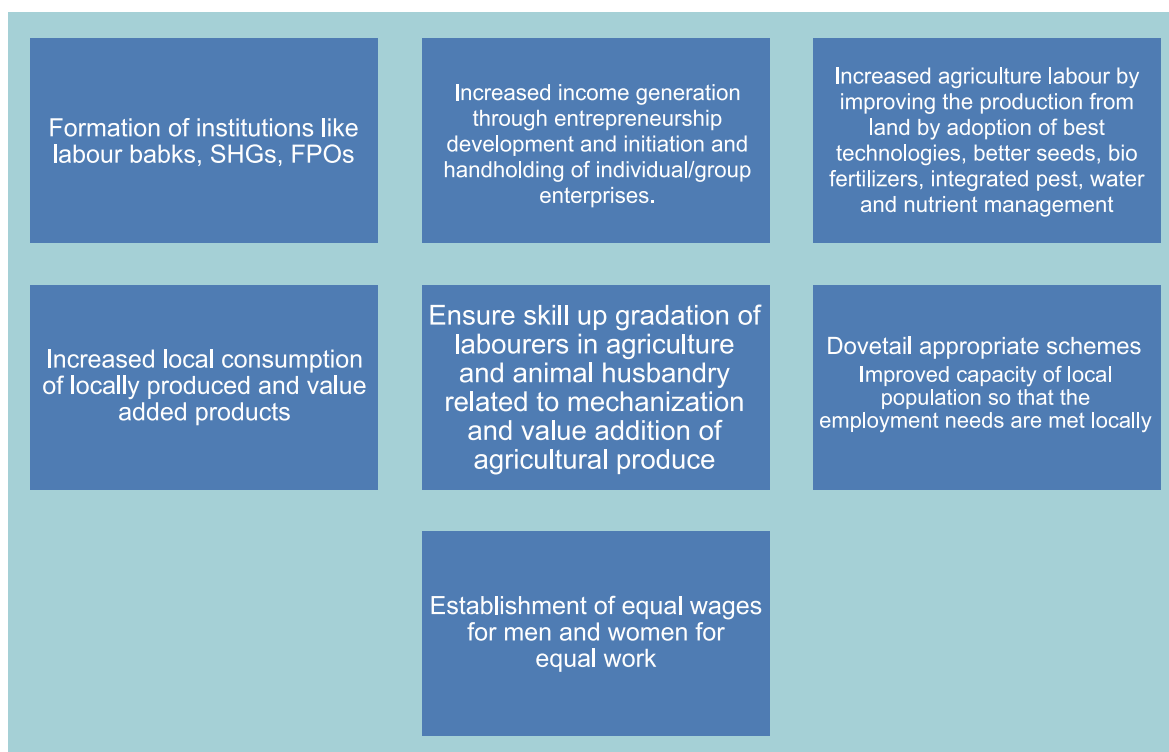 Formation of institutions like
labour babks, SHGs, FPOs
Increased income generation
through entrepreneurship
development and initiation and
handholding of individual/group
enterprises.
Increased agriculture labour by
improving the production from
land by adoption of best
technologies, better seeds, bio
fertilizers, integrated pest, water
and nutrient management
Increased local consumption
of locally produced and value
added products
Ensure skill up gradation of
labourers in agriculture
and animal husbandry
related to mechanization
and value addition of
agricultural produce
Dovetail appropriate schemes
Improved capacity of local
population so that the
employment needs are met locally
Establishment of equal wages
for men and women for
equal work